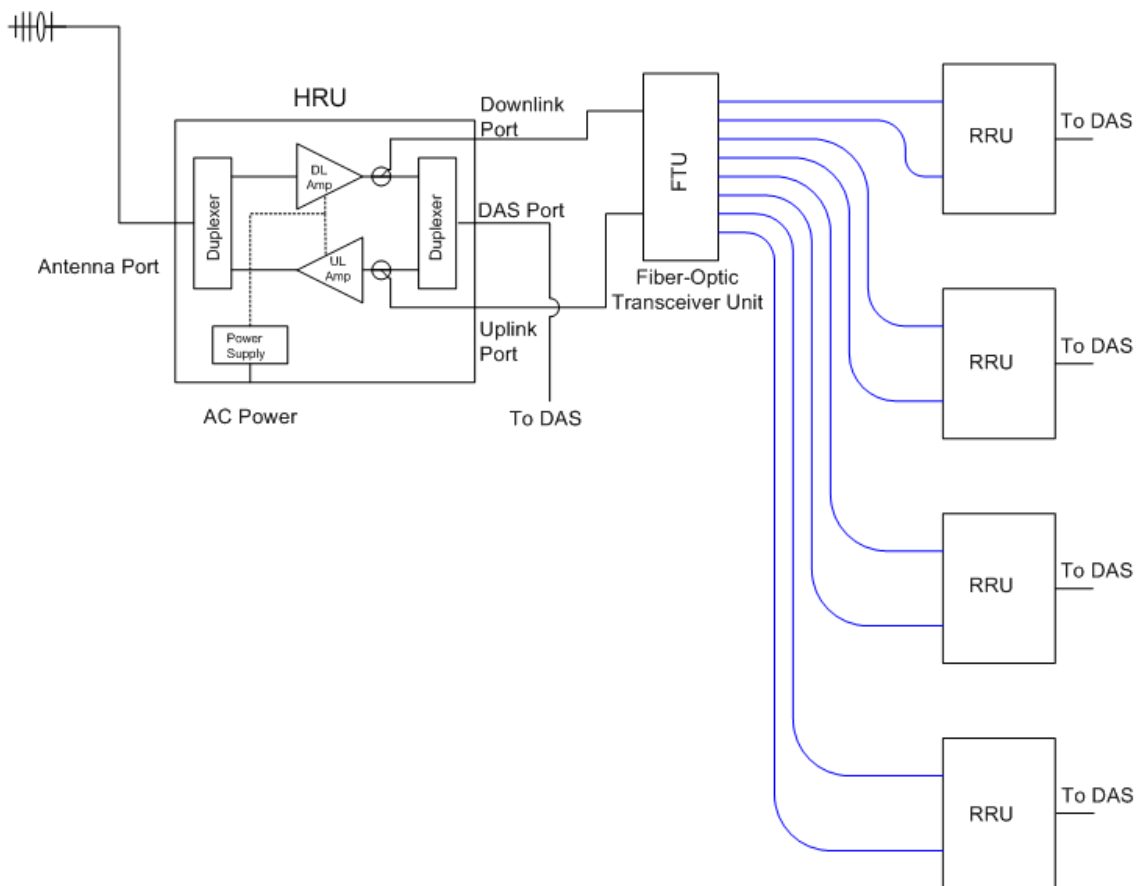 HRU
Downlink
Port
DL
Amp
Duplexer
Duplexer
UL
Amp
Power
Supply
Antenna Port
DAS Port
Uplink
Port
AC Power
To DAS
FTU
Fiber-Optic
Transceiver Unit
RRU
To DAS
RRU
To DAS
RRU
To DAS
RRU
To DAS